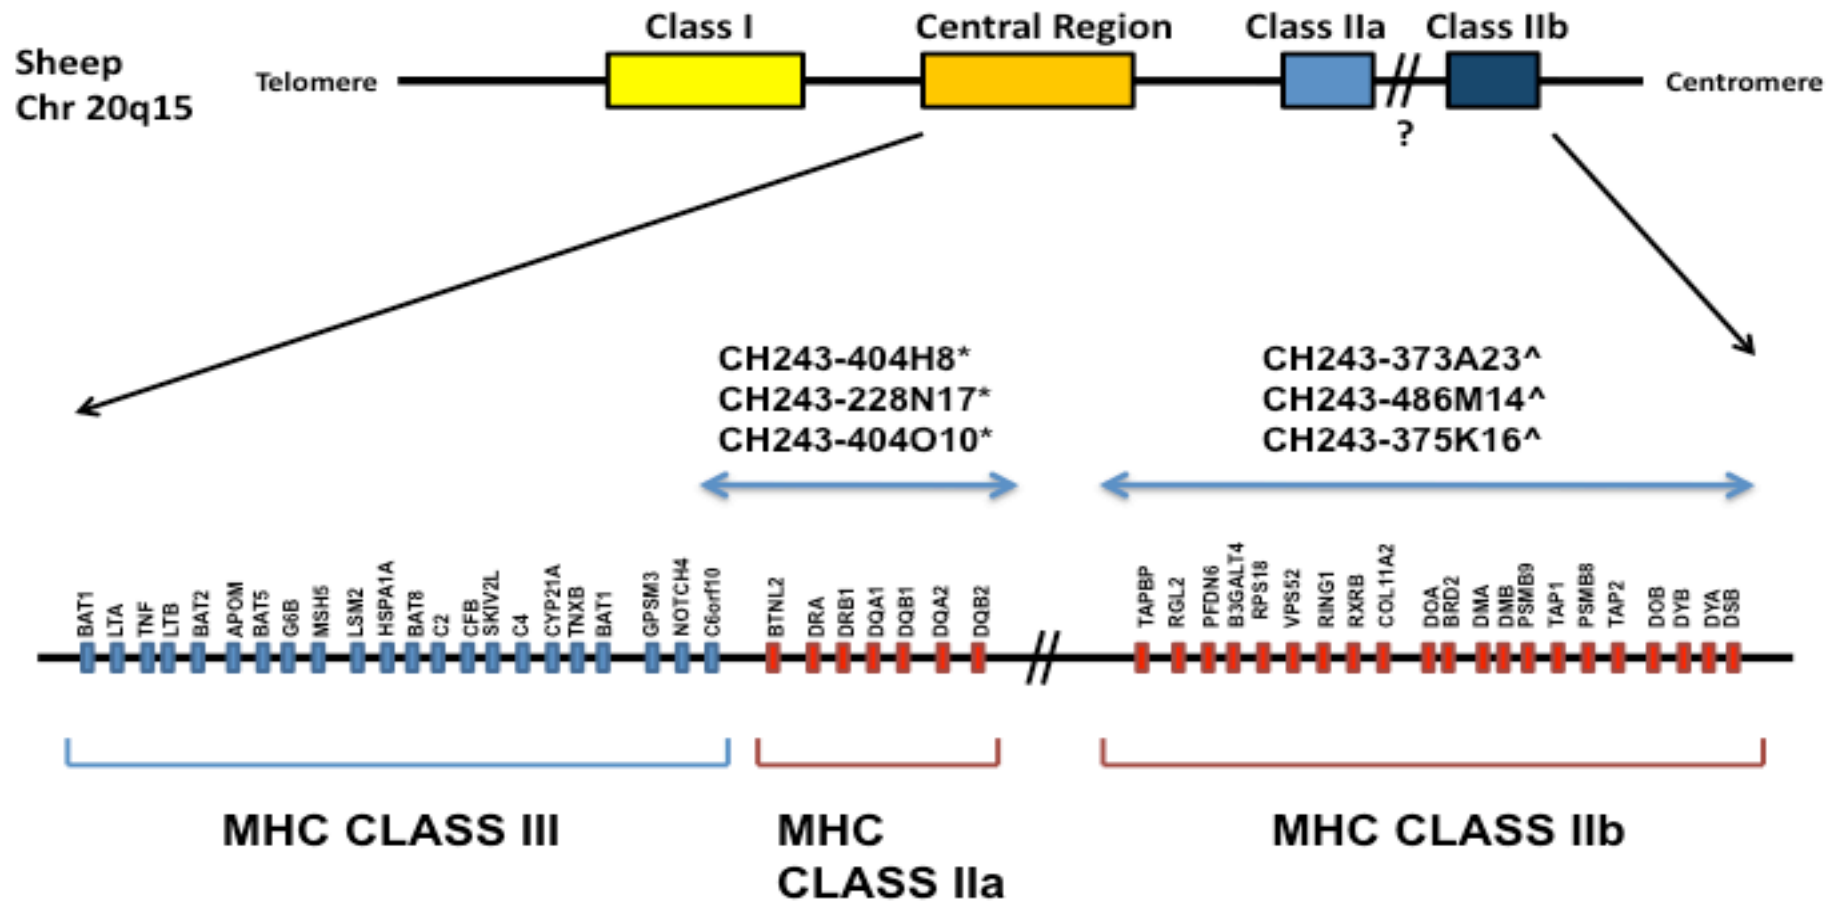 Class I
Central Region
Class IIa
Class IIb
Sheep
Chr 20q15
Telomere
Centromere
?
CH243-404H8*
CH243-228N17*
CH243-404O10*
CH243-373A23^
CH243-486M14^
CH243-375K16^
BAT1
LTA
TNF
LTB
BAT2
APOM
BAT5
G6B
MSH5
LSM2
HSPA1A
BAT8
C2
CFB
SKIV2L
C4
CYP21A
TNXB
BAT1
GPSM3
NOTCH4
C6orf10
BTNL2
DRA
DRB1
DQA1
DQB1
DQA2
DQB2
TAPBP
RGL2
PFDN6
B3GALT4
RPS18
VPS52
RING1
RXRB
COL11A2
DOA
BRD2
DMA
DMB
PSMB9
TAP1
PSMB8
TAP2
DOB
DYB
DYA
DSB
MHC CLASS III
MHC
CLASS IIa
MHC CLASS IIb